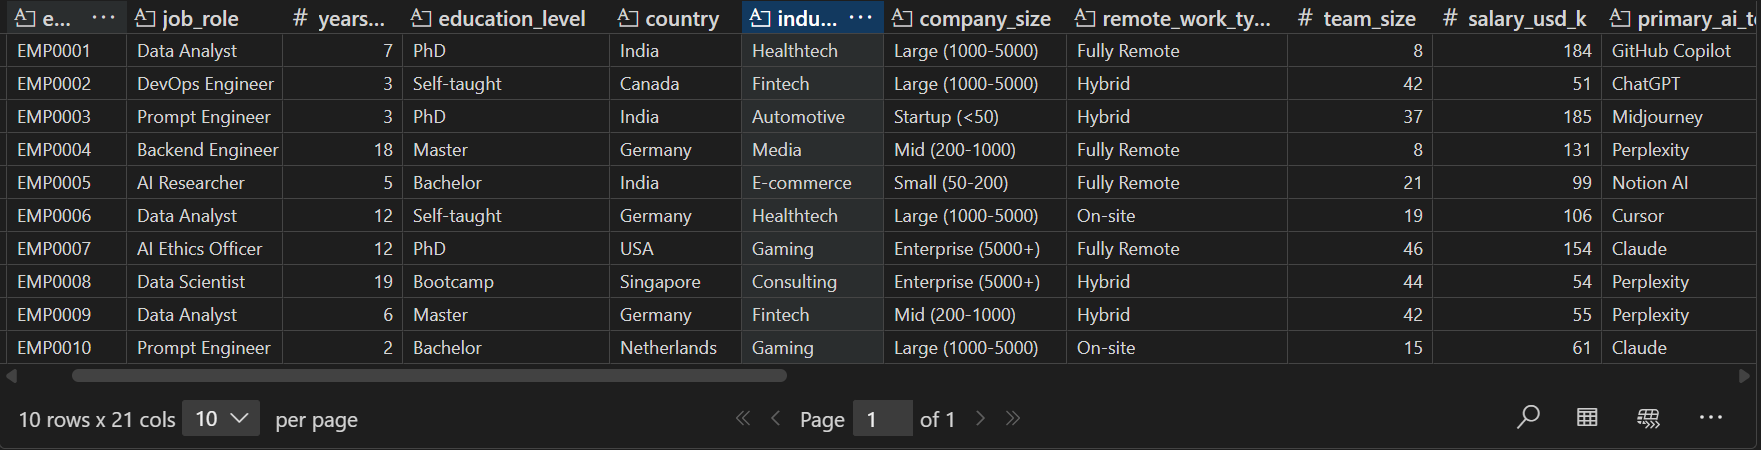 e... ··· job_role # years... education_level country indu... ··· company_size remote_work_ty... # team_size # salary_usd_k primary_ai_to
EMP0001 Data Analyst 7 PhD India Healthtech Large (1000-5000) Fully Remote 8 184 GitHub Copilot
EMP0002 DevOps Engineer 3 Self-taught Canada Fintech Large (1000-5000) Hybrid 42 51 ChatGPT
EMP0003 Prompt Engineer 3 PhD India Automotive Startup (<50) Hybrid 37 185 Midjourney
EMP0004 Backend Engineer 18 Master Germany Media Mid (200-1000) Fully Remote 8 131 Perplexity
EMP0005 AI Researcher 5 Bachelor India E-commerce Small (50-200) Fully Remote 21 99 Notion AI
EMP0006 Data Analyst 12 Self-taught Germany Healthtech Large (1000-5000) On-site 19 106 Cursor
EMP0007 AI Ethics Officer 12 PhD USA Gaming Enterprise (5000+) Fully Remote 46 154 Claude
EMP0008 Data Scientist 19 Bootcamp Singapore Consulting Enterprise (5000+) Hybrid 44 54 Perplexity
EMP0009 Data Analyst 6 Master Germany Fintech Mid (200-1000) Hybrid 42 55 Perplexity
EMP0010 Prompt Engineer 2 Bachelor Netherlands Gaming Large (1000-5000) On-site 15 61 Claude
10 rows x 21 cols 10 per page Page 1 of 1